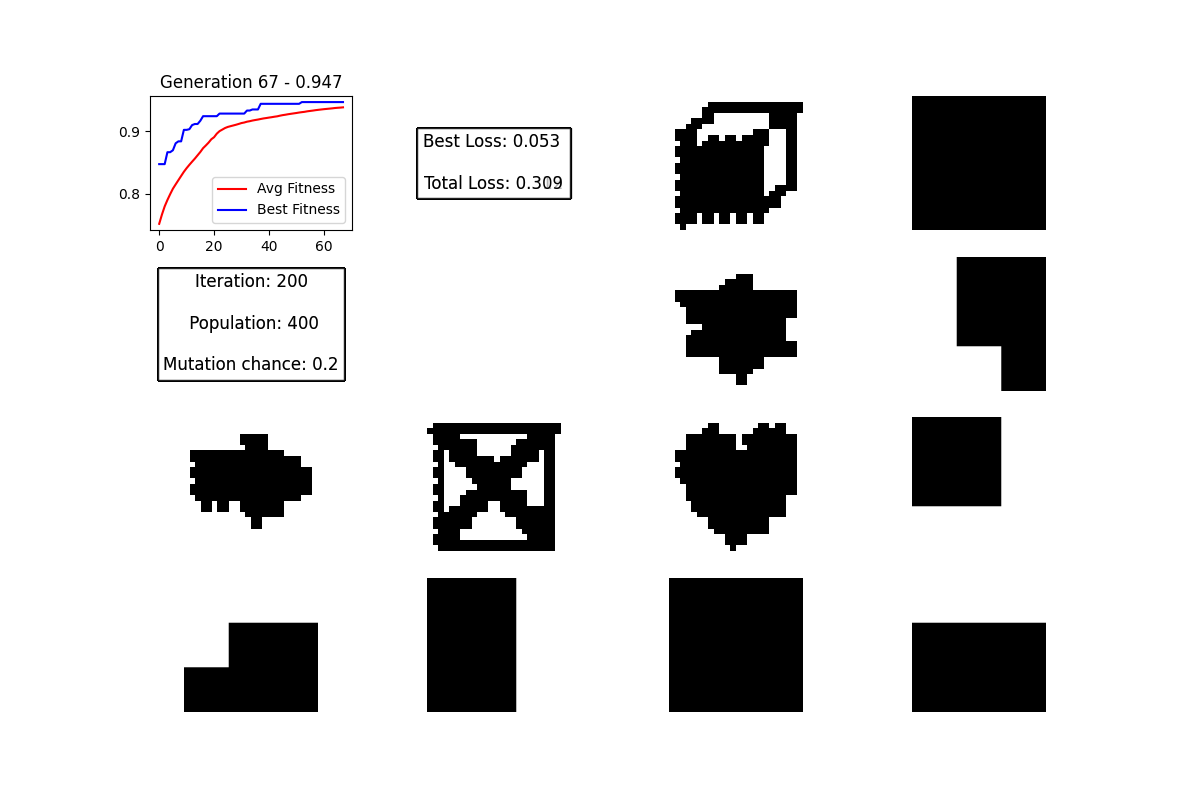 Generation 67 - 0.947
0.9
0.8
Avg Fitness
Best Fitness
0 20 40 60
Best Loss: 0.053
Total Loss: 0.309
Iteration: 200
Population: 400
Mutation chance: 0.2